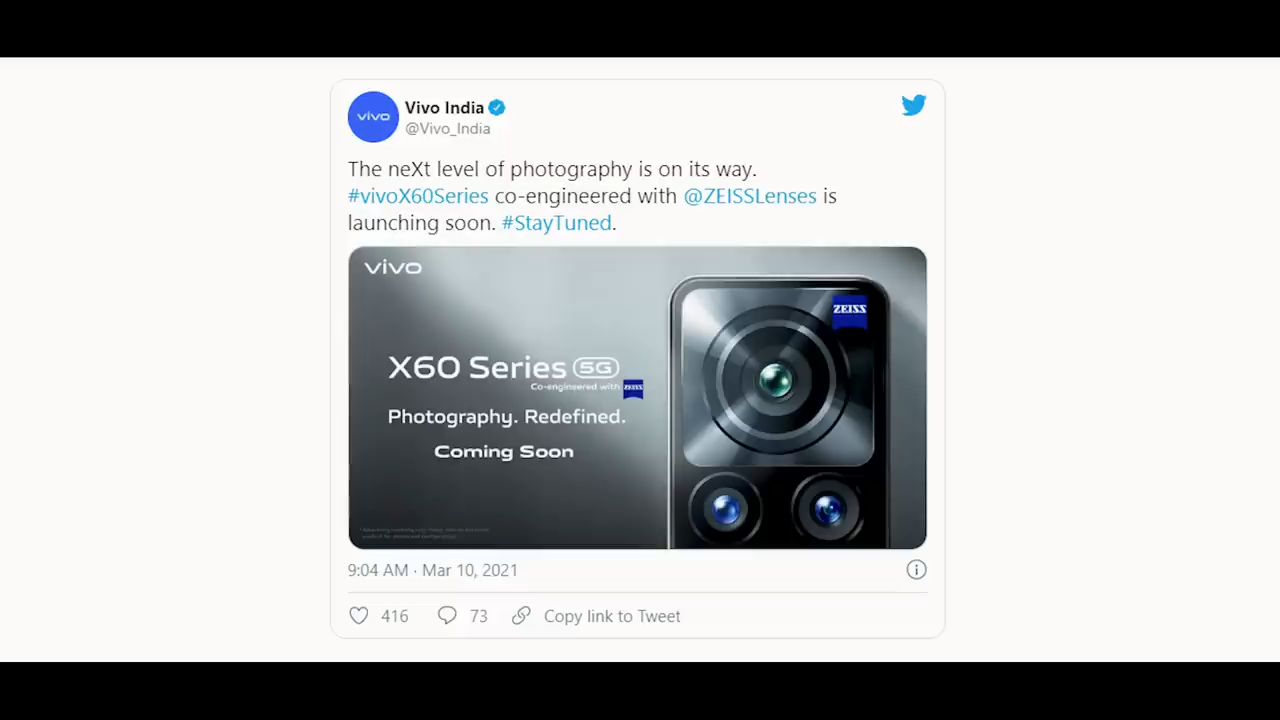 vivo
Vivo India
@Vivo_India
The neXt level of photography is on its way.
#vivoX60Series co-engineered with @ZEISSLenses is
launching soon. #StayTuned.
vivo
ZEISS
X60 Series 5G
Co-engineered with ZEISS
Photography. Redefined.
Coming Soon
9:04 AM · Mar 10, 2021
416 73 Copy link to Tweet